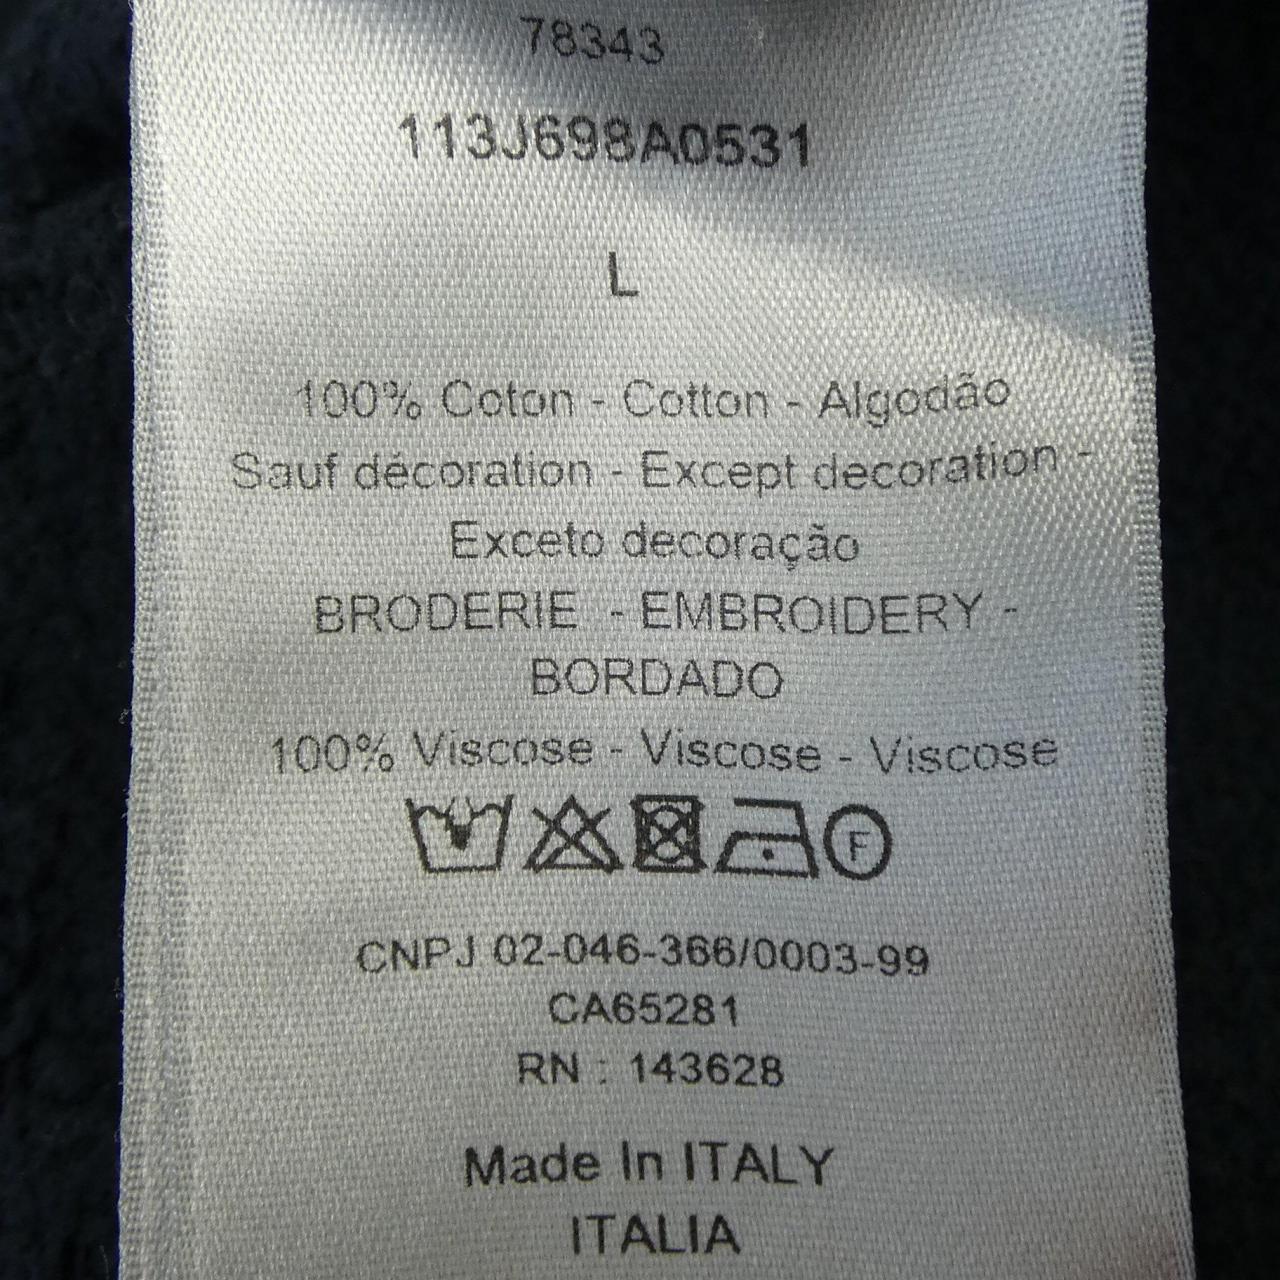 78343
113J698A0531
L
100% Coton - Cotton - Algodão
Sauf décoration - Except decoration -
Exceto decoração
BRODERIE - EMBROIDERY -
BORDADO
100% Viscose - Viscose - Viscose
F
CNPJ 02-046-366/0003-99
CA65281
RN : 143628
Made In ITALY
ITALIA